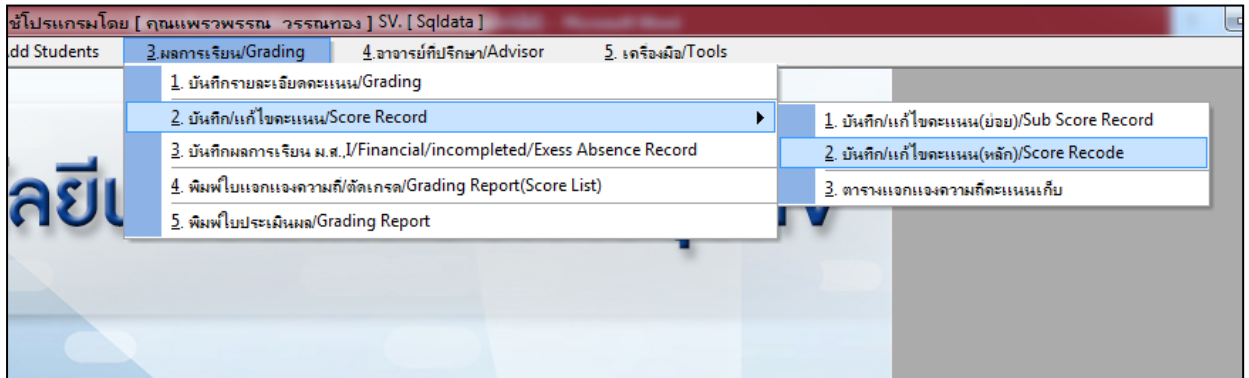 ช้โปรแกรมโดย [ คุณแพรวพรรณ วรรณทอง ] SV. [ Sqldata ] Microsoft Word
dd Students 3.ผลการเรียน/Grading 4.อาจารย์ที่ปรึกษา/Advisor 5. เครื่องมือ/Tools
1. บันทึกรายละเอียดคะแนน/Grading
2. บันทึก/แก้ไขคะแนน/Score Record
1. บันทึก/แก้ไขคะแนน(ย่อย)/Sub Score Record
3. บันทึกผลการเรียน ม.ส.,I/Financial/incompleted/Exess Absence Record
2. บันทึก/แก้ไขคะแนน(หลัก)/Score Recode
4. พิมพ์ใบแจกแจงความถี่/ตัดเกรด/Grading Report(Score List)
3. ตารางแจกแจงความถี่คะแนนเก็บ
5. พิมพ์ใบประเมินผล/Grading Report
ลยี